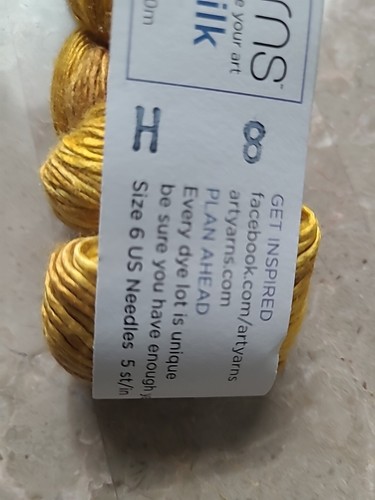 rns
e your art
ilk
0m
GET INSPIRED
facebook.com/artyarns
artyarns.com
PLAN AHEAD
Every dye lot is unique
be sure you have enough y
Size 6 US Needles 5 st/in